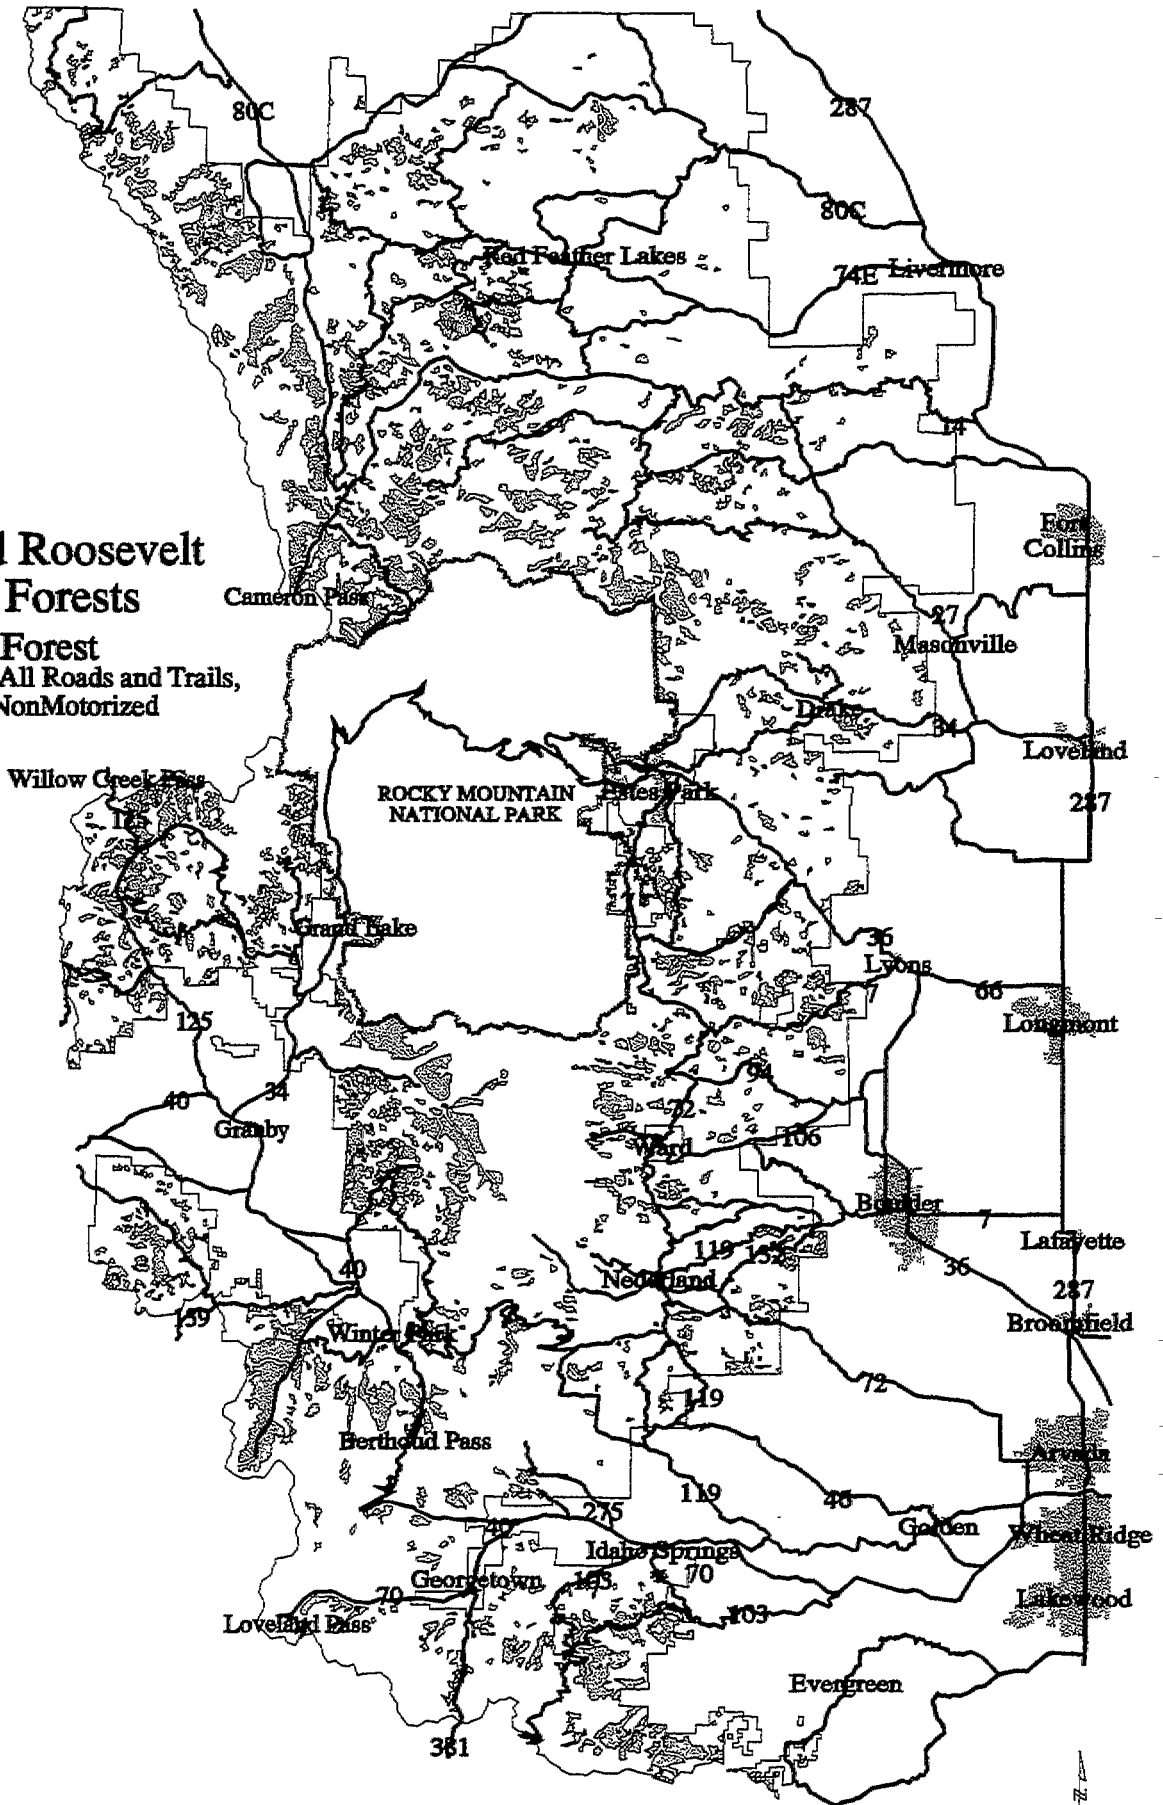 80C
287
80C
Red Feather Lakes
74E
Livermore
14
Fort
Collins
l Roosevelt
Forests
Forest
All Roads and Trails,
NonMotorized
Cameron Pass
27
Masonville
Drake
34
Loveland
Willow Creek Pass
ROCKY MOUNTAIN
NATIONAL PARK
Estes Park
287
125
Grand Lake
36
Lyons
7
66
Longmont
125
34
40
Granby
94
72
Ward
106
Boulder
7
Lafayette
119
36
40
Nederland
287
Winter Park
Broomfield
72
119
Berthoud Pass
Arvada
119
46
275
40
Golden
Wheat Ridge
Idaho Springs
70
Georgetown
103
70
Loveland Pass
103
Lakewood
Evergreen
N